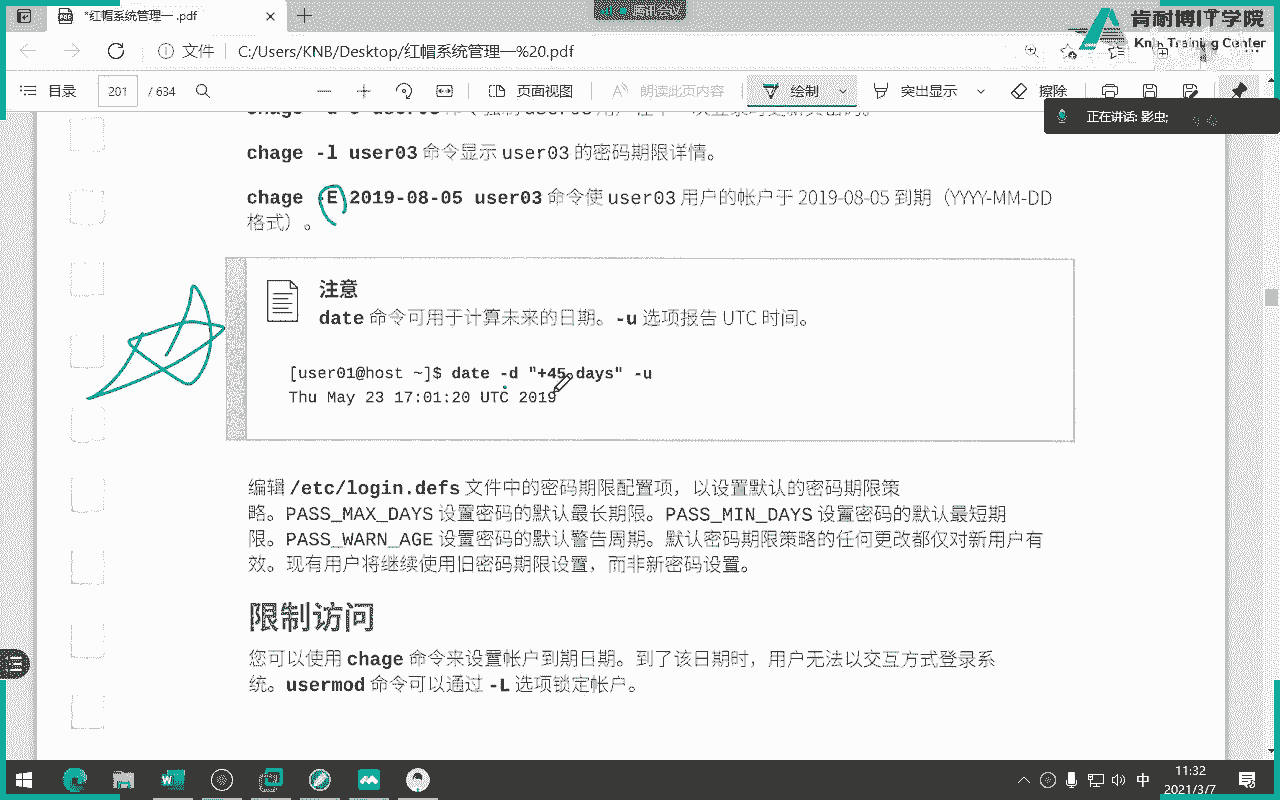 *红帽系统管理一 .pdf
腾讯会议
肯耐博IT学院
KnB Training Center
文件
C:/Users/KNB/Desktop/红帽系统管理一%20.pdf
目录
201
/ 634
页面视图
朗读此页内容
绘制
突出显示
擦除
正在讲话: 影虫;
chage -l user03 命令显示 user03 的密码期限详情。
chage -E 2019-08-05 user03 命令使 user03 用户的帐户于 2019-08-05 到期（YYYY-MM-DD
格式）。
注意
date 命令可用于计算未来的日期。-u 选项报告 UTC 时间。
[user01@host ~]$ date -d "+45 days" -u
Thu May 23 17:01:20 UTC 2019
编辑 /etc/login.defs 文件中的密码期限配置项，以设置默认的密码期限策
略。PASS_MAX_DAYS 设置密码的默认最长期限。PASS_MIN_DAYS 设置密码的默认最短期
限。PASS_WARN_AGE 设置密码的默认警告周期。默认密码期限策略的任何更改都仅对新用户有
效。现有用户将继续使用旧密码期限设置，而非新密码设置。
限制访问
您可以使用 chage 命令来设置帐户到期日期。到了该日期时，用户无法以交互方式登录系
统。usermod 命令可以通过 -L 选项锁定帐户。
中
11:32
2021/3/7